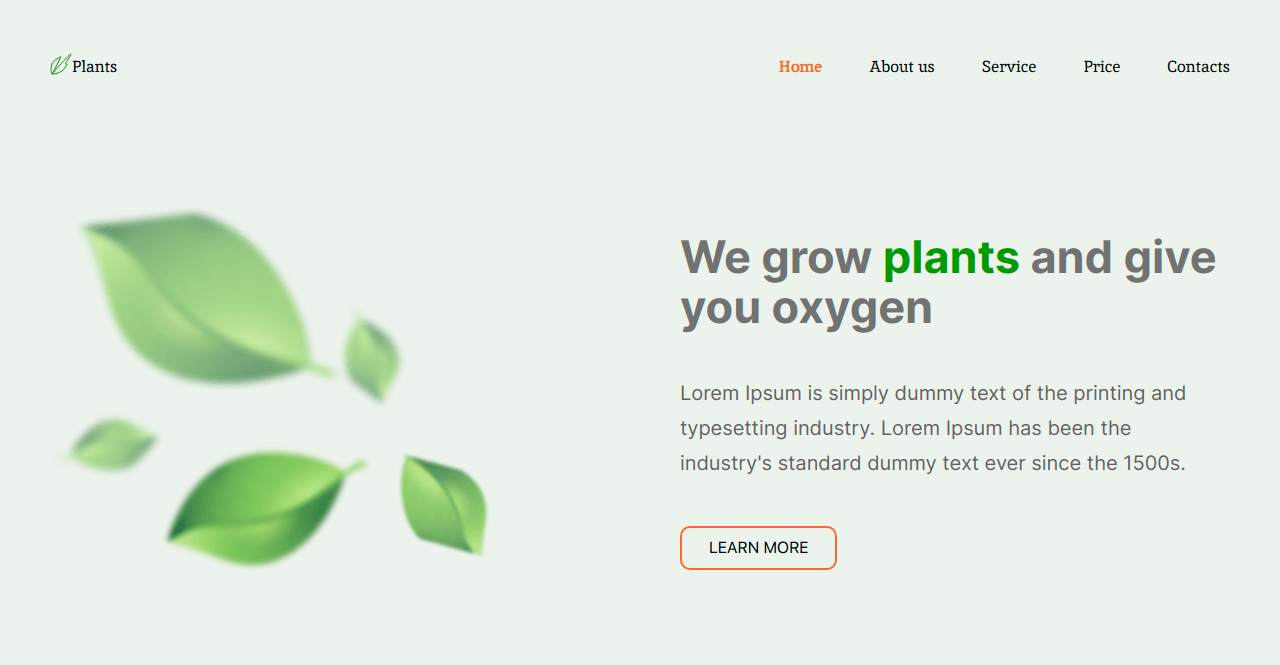 Plants
Home About us Service Price Contacts
We grow plants and give
you oxygen
Lorem Ipsum is simply dummy text of the printing and
typesetting industry. Lorem Ipsum has been the
industry's standard dummy text ever since the 1500s.
LEARN MORE